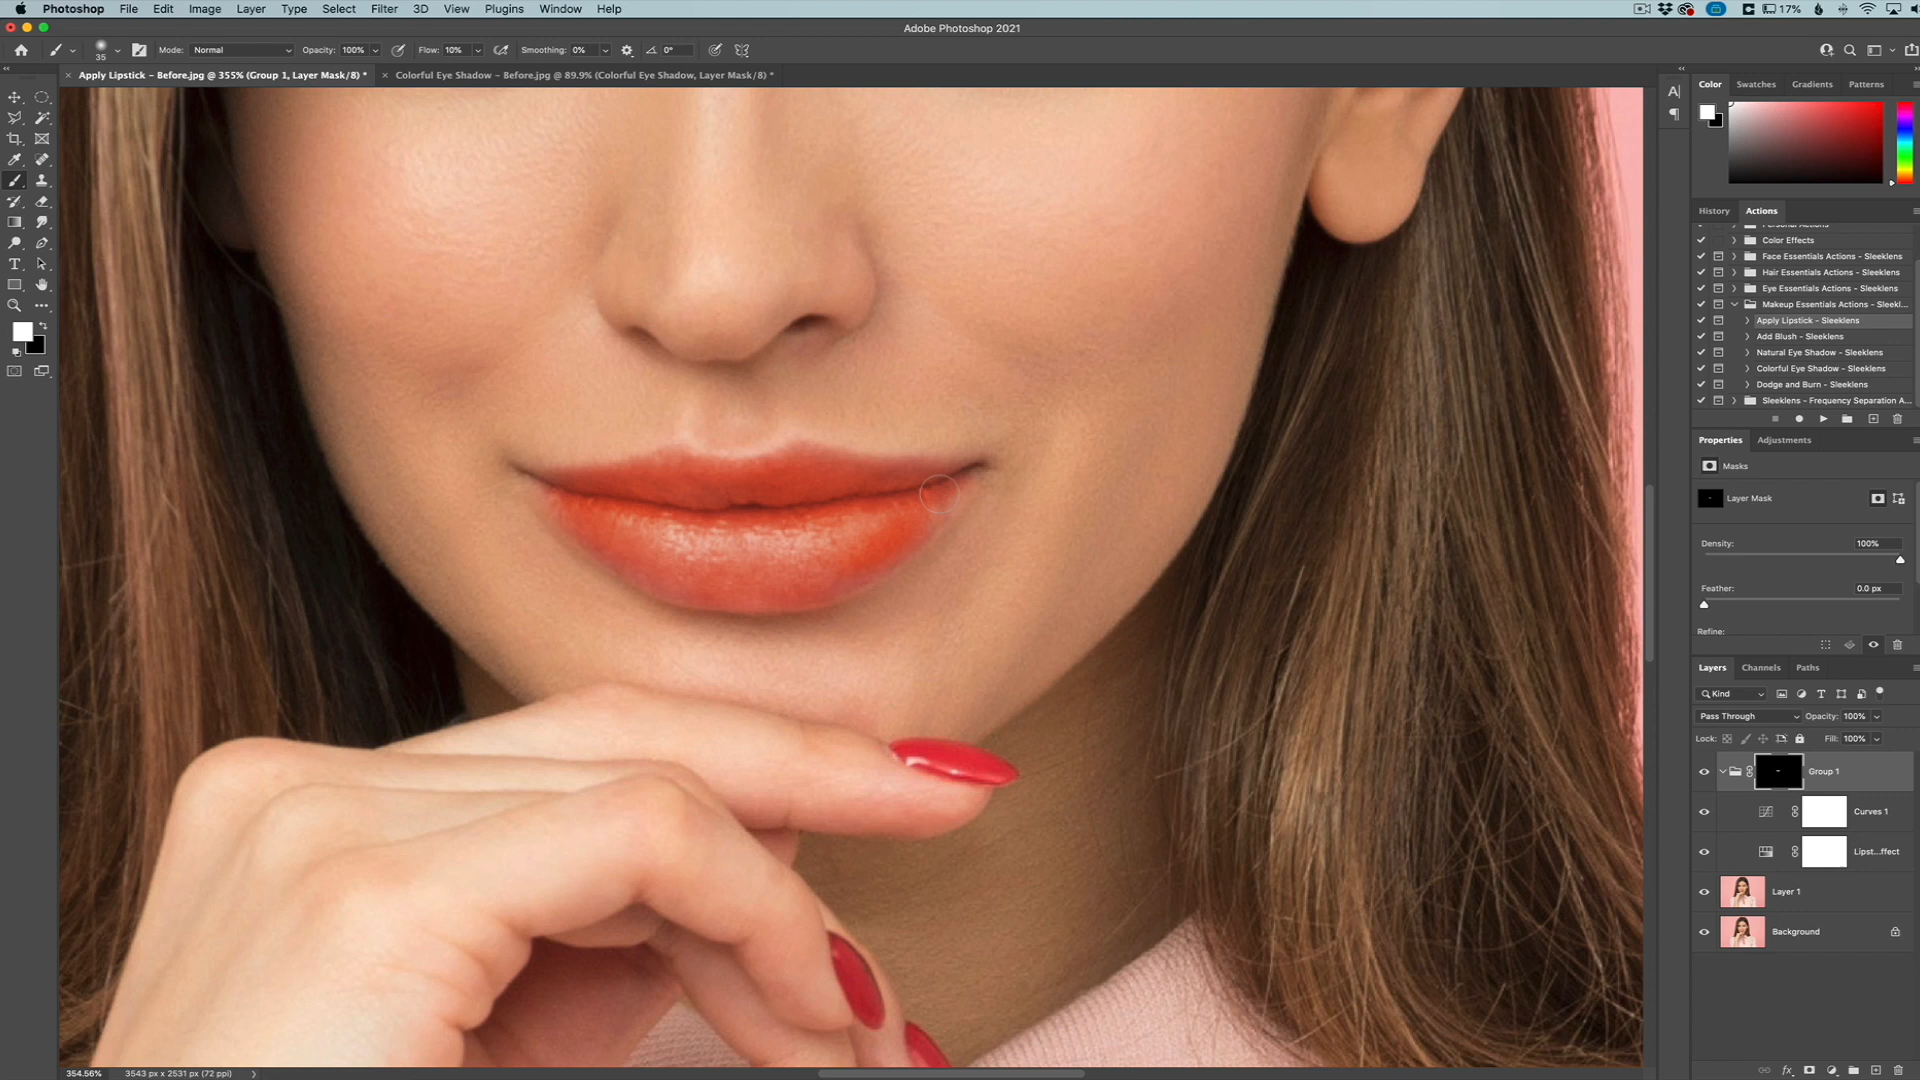 Photoshop File Edit Image Layer Type Select Filter 3D View Plugins Window Help 17%
Adobe Photoshop 2021
35 Mode: Normal Opacity: 100% Flow: 10% Smoothing: 0% 0°
× Apply Lipstick – Before.jpg @ 355% (Group 1, Layer Mask/8) * × Colorful Eye Shadow – Before.jpg @ 89.9% (Colorful Eye Shadow, Layer Mask/8) *
Color Swatches Gradients Patterns
History Actions
Personal Actions
Color Effects
Face Essentials Actions - Sleeklens
Hair Essentials Actions - Sleeklens
Eye Essentials Actions - Sleeklens
Makeup Essentials Actions - Sleekl...
Apply Lipstick - Sleeklens
Add Blush - Sleeklens
Natural Eye Shadow - Sleeklens
Colorful Eye Shadow - Sleeklens
Dodge and Burn - Sleeklens
Sleeklens - Frequency Separation A...
Properties Adjustments
Masks
Layer Mask
Density: 100%
Feather: 0.0 px
Refine:
Layers Channels Paths
Kind
Pass Through Opacity: 100%
Lock: Fill: 100%
Group 1
Curves 1
Lipst...ffect
Layer 1
Background
354.56% 3543 px x 2531 px (72 ppi)